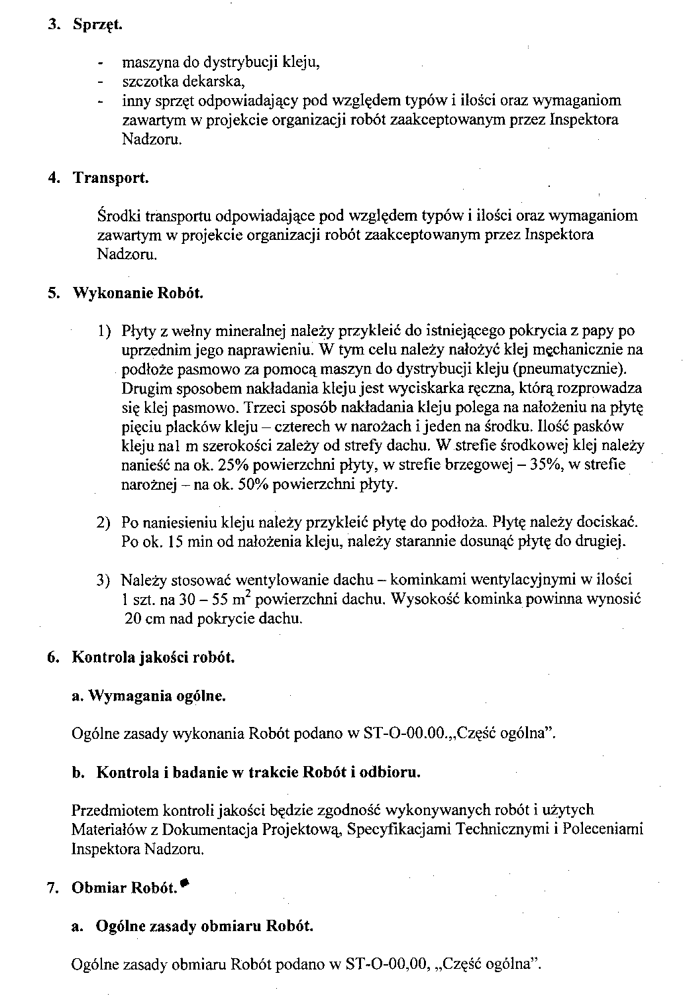 3. Sprzęt.
- maszyna do dystrybucji kleju,
- szczotka dekarska,
- inny sprzęt odpowiadający pod względem typów i ilości oraz wymaganiom
zawartym w projekcie organizacji robót zaakceptowanym przez Inspektora
Nadzoru.
4. Transport.
Środki transportu odpowiadające pod względem typów i ilości oraz wymaganiom
zawartym w projekcie organizacji robót zaakceptowanym przez Inspektora
Nadzoru.
5. Wykonanie Robót.
1) Płyty z wełny mineralnej należy przykleić do istniejącego pokrycia z papy po
uprzednim jego naprawieniu. W tym celu należy nałożyć klej męchanicznie na
podłoże pasmowo za pomocą maszyn do dystrybucji kleju (pneumatycznie).
Drugim sposobem nakładania kleju jest wyciskarka ręczna, którą rozprowadza
się klej pasmowo. Trzeci sposób nakładania kleju polega na nałożeniu na płytę
pięciu placków kleju – czterech w narożach i jeden na środku. Ilość pasków
kleju na1 m szerokości zależy od strefy dachu. W strefie środkowej klej należy
nanieść na ok. 25% powierzchni płyty, w strefie brzegowej – 35%, w strefie
narożnej – na ok. 50% powierzchni płyty.
2) Po naniesieniu kleju należy przykleić płytę do podłoża. Płytę należy dociskać.
Po ok. 15 min od nałożenia kleju, należy starannie dosunąć płytę do drugiej.
3) Należy stosować wentylowanie dachu – kominkami wentylacyjnymi w ilości
1 szt. na 30 – 55 m² powierzchni dachu. Wysokość kominka powinna wynosić
20 cm nad pokrycie dachu.
6. Kontrola jakości robót.
a. Wymagania ogólne.
Ogólne zasady wykonania Robót podano w ST-O-00.00.,„Część ogólna”.
b. Kontrola i badanie w trakcie Robót i odbioru.
Przedmiotem kontroli jakości będzie zgodność wykonywanych robót i użytych
Materiałów z Dokumentacja Projektową, Specyfikacjami Technicznymi i Poleceniami
Inspektora Nadzoru.
7. Obmiar Robót.
a. Ogólne zasady obmiaru Robót.
Ogólne zasady obmiaru Robót podano w ST-O-00,00, „Część ogólna”.